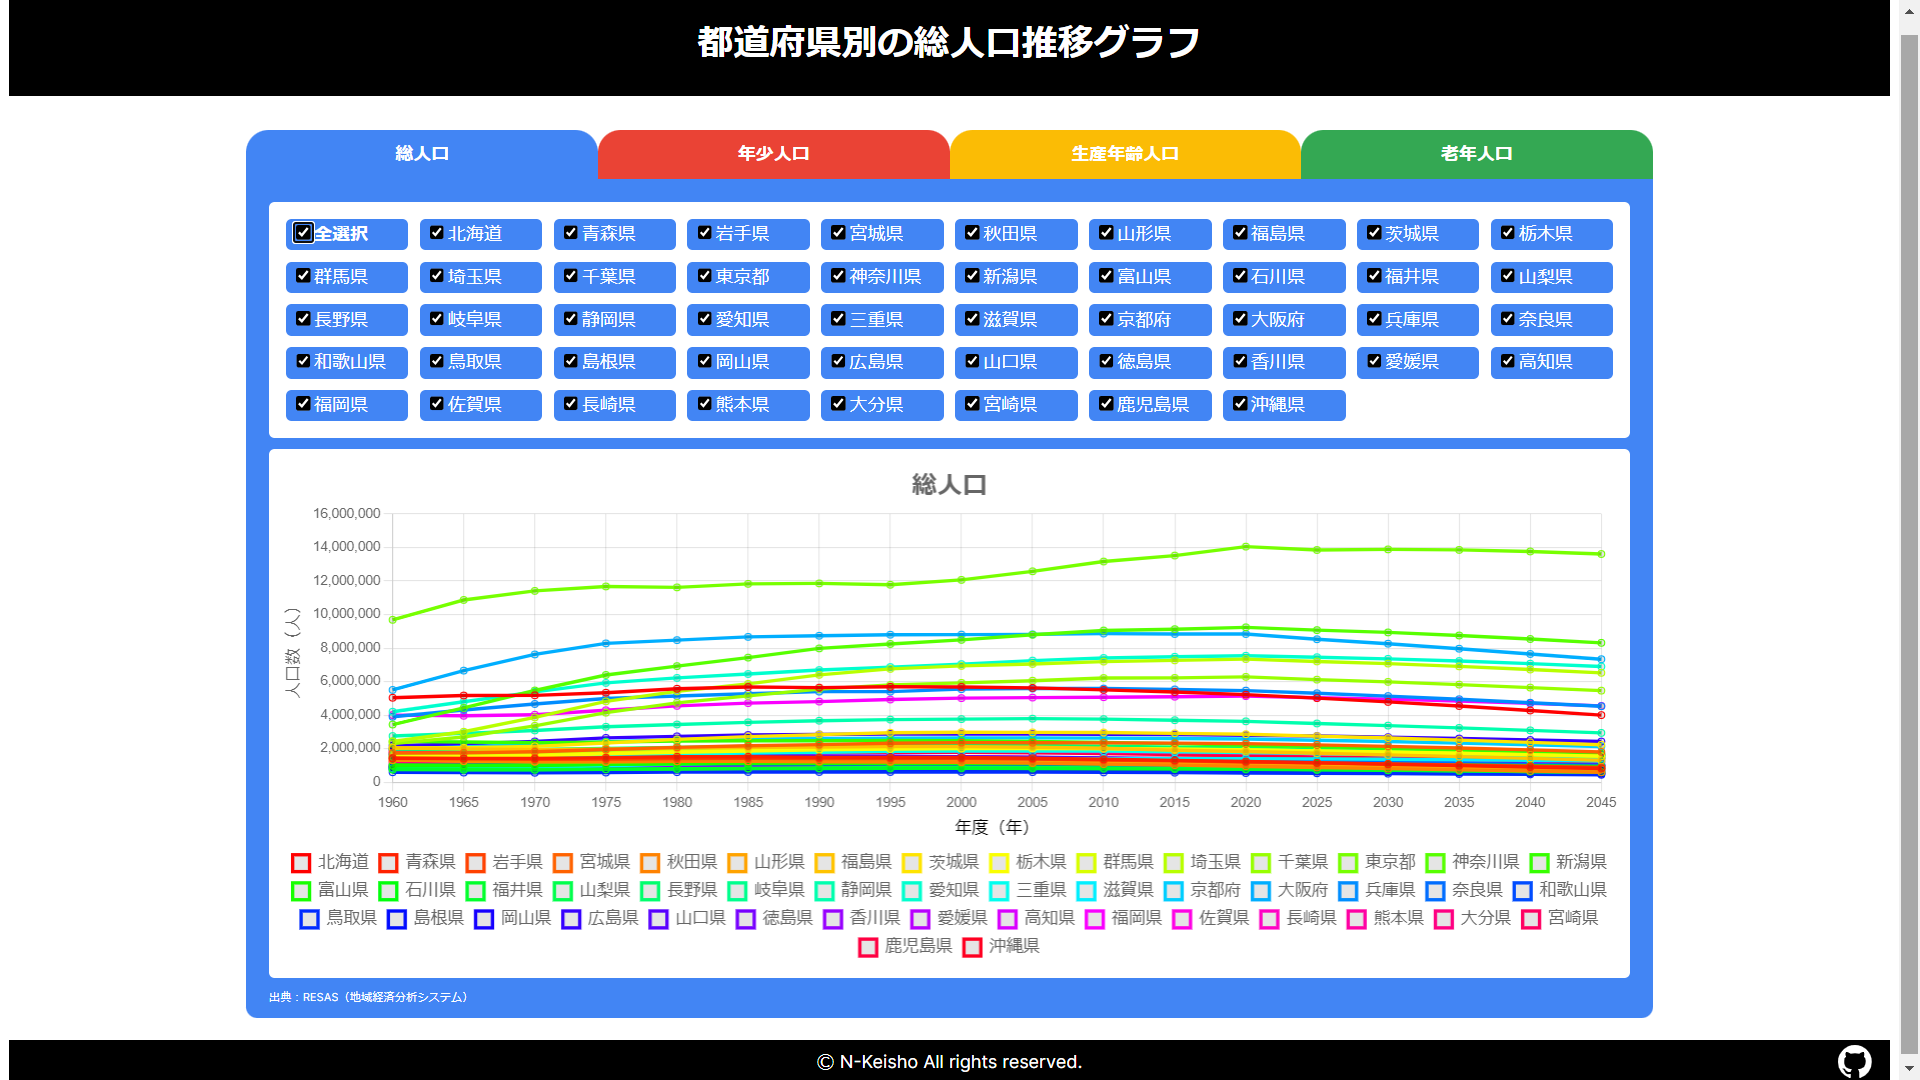 都道府県別の総人口推移グラフ
総人口 年少人口 生産年齢人口 老年人口
全選択 北海道 青森県 岩手県 宮城県 秋田県 山形県 福島県 茨城県 栃木県
群馬県 埼玉県 千葉県 東京都 神奈川県 新潟県 富山県 石川県 福井県 山梨県
長野県 岐阜県 静岡県 愛知県 三重県 滋賀県 京都府 大阪府 兵庫県 奈良県
和歌山県 鳥取県 島根県 岡山県 広島県 山口県 徳島県 香川県 愛媛県 高知県
福岡県 佐賀県 長崎県 熊本県 大分県 宮崎県 鹿児島県 沖縄県
総人口
人口数（人）
16,000,000
14,000,000
12,000,000
10,000,000
8,000,000
6,000,000
4,000,000
2,000,000
0
1960 1965 1970 1975 1980 1985 1990 1995 2000 2005 2010 2015 2020 2025 2030 2035 2040 2045
年度（年）
北海道 青森県 岩手県 宮城県 秋田県 山形県 福島県 茨城県 栃木県 群馬県 埼玉県 千葉県 東京都 神奈川県 新潟県
富山県 石川県 福井県 山梨県 長野県 岐阜県 静岡県 愛知県 三重県 滋賀県 京都府 大阪府 兵庫県 奈良県 和歌山県
鳥取県 島根県 岡山県 広島県 山口県 徳島県 香川県 愛媛県 高知県 福岡県 佐賀県 長崎県 熊本県 大分県 宮崎県
鹿児島県 沖縄県
出典：RESAS（地域経済分析システム）
© N-Keisho All rights reserved.